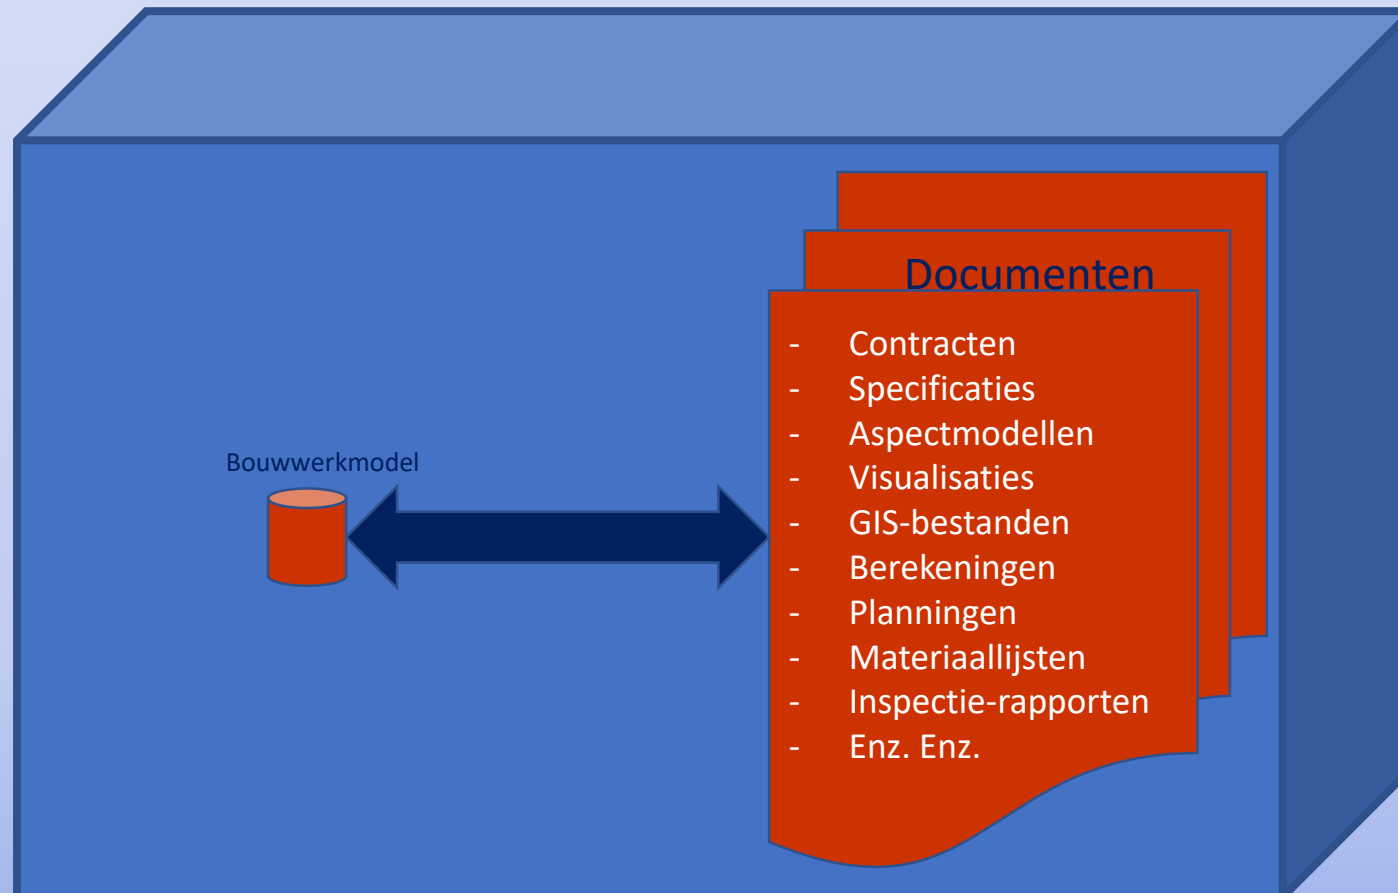 Documenten
- Contracten
- Specificaties
- Aspectmodellen
- Visualisaties
- GIS-bestanden
- Berekeningen
- Planningen
- Materiaallijsten
- Inspectie-rapporten
- Enz. Enz.
Bouwwerkmodel